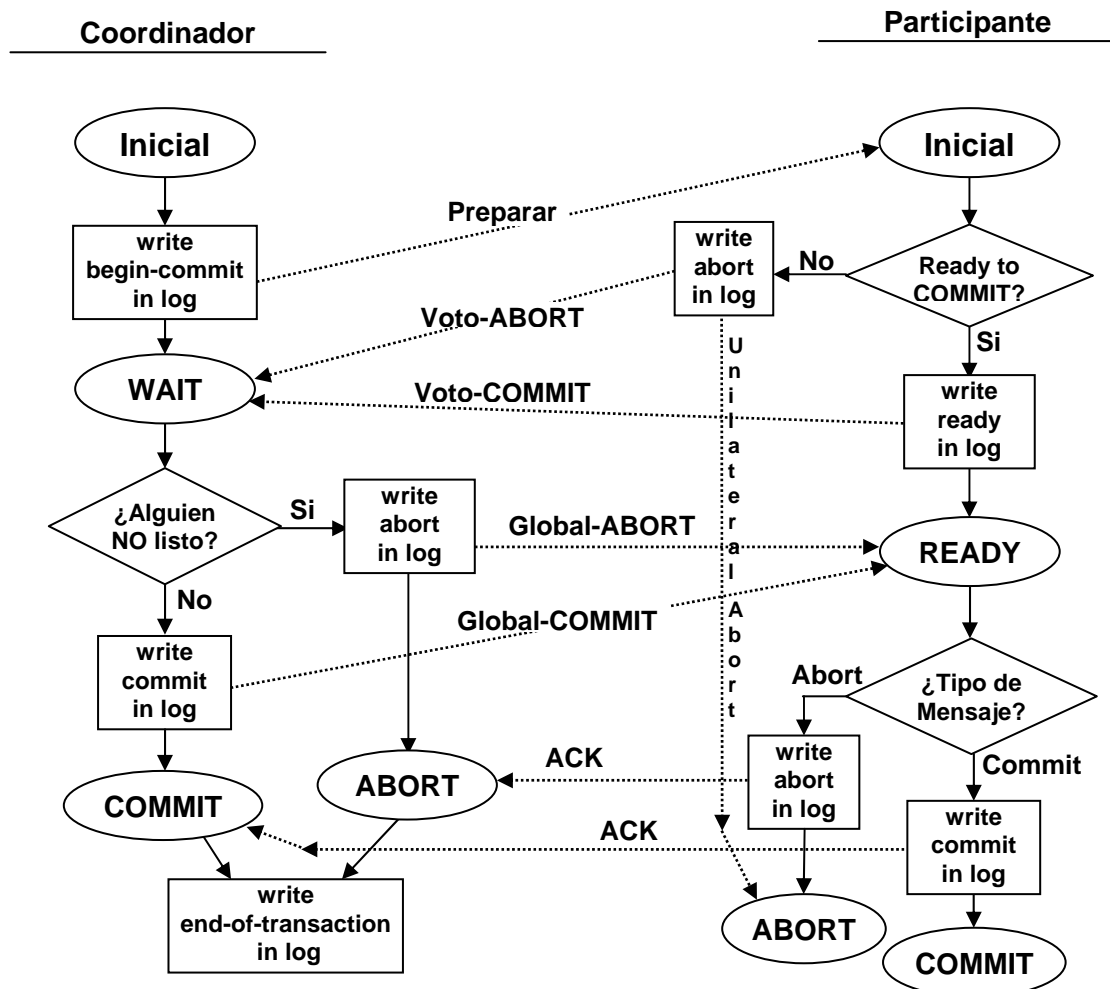 Coordinador
Participante
Inicial
Inicial
Preparar
write
begin-commit
in log
write
abort
in log
No
Ready to
COMMIT?
Voto-ABORT
Si
WAIT
Voto-COMMIT
write
ready
in log
Unilateral Abort
¿Alguien
NO listo?
Si
write
abort
in log
Global-ABORT
READY
No
Global-COMMIT
write
commit
in log
Abort
¿Tipo de
Mensaje?
write
abort
in log
Commit
ACK
COMMIT
ABORT
ACK
write
commit
in log
write
end-of-transaction
in log
ABORT
COMMIT